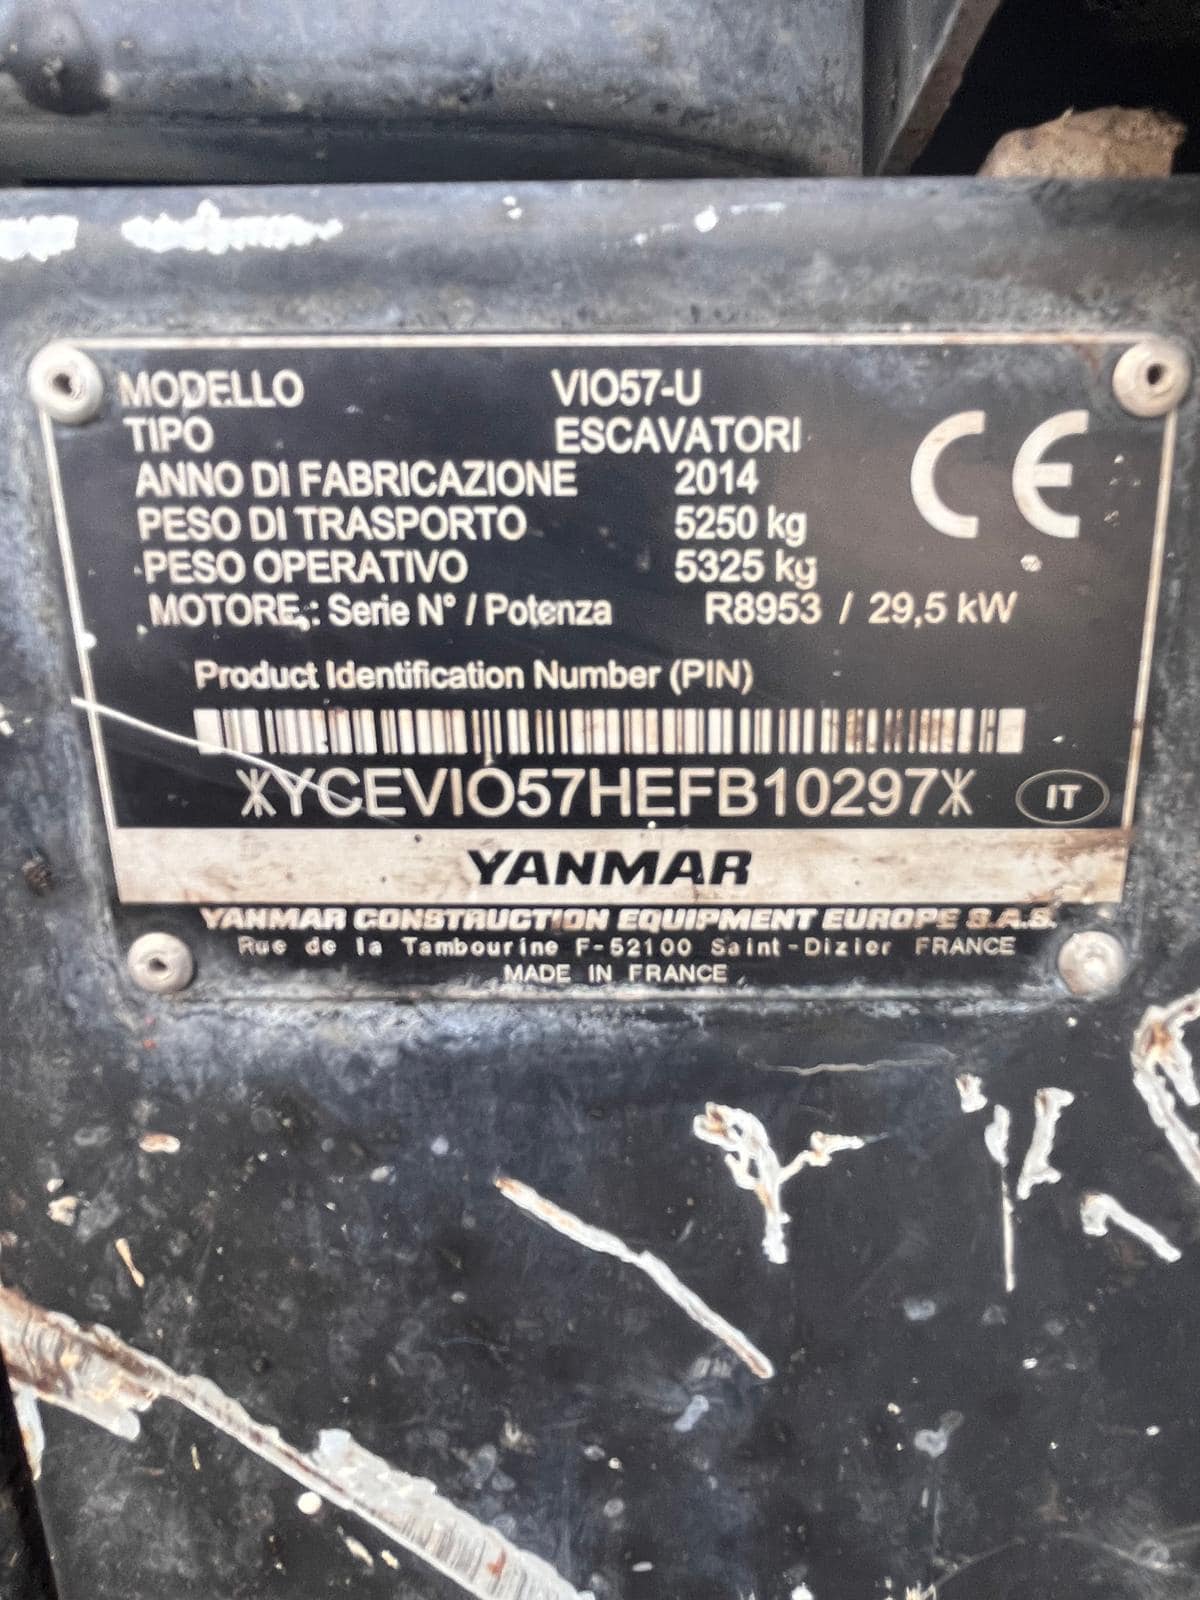 MODELLO VIO57-U
TIPO ESCAVATORI
ANNO DI FABRICAZIONE 2014
PESO DI TRASPORTO 5250 kg
PESO OPERATIVO 5325 kg
MOTORE.: Serie N° / Potenza R8953 / 29,5 kW
CE
Product Identification Number (PIN)
*YCEVIO57HEFB10297*
IT
YANMAR
YANMAR CONSTRUCTION EQUIPMENT EUROPE S.A.S.
Rue de la Tambourine F-52100 Saint-Dizier FRANCE
MADE IN FRANCE